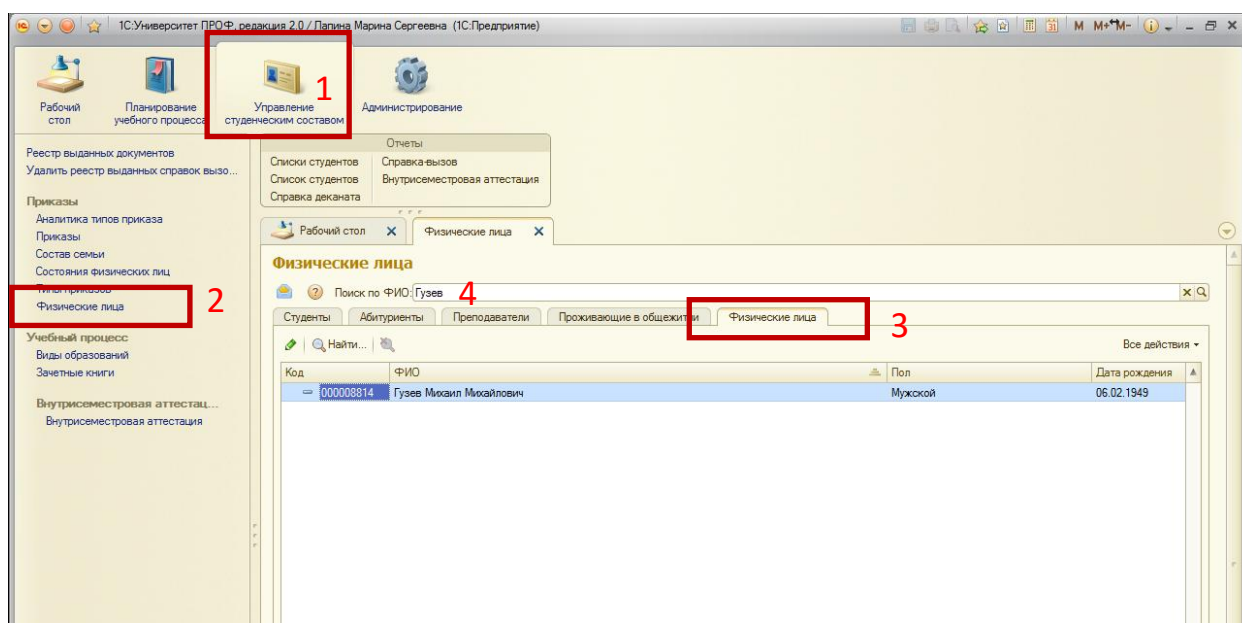 1С:Университет ПРОФ, редакция 2.0 / Лапина Марина Сергеевна (1С:Предприятие)
M M+ M-
Рабочий стол
Планирование учебного процесса
Управление студенческим составом
1
Администрирование
Реестр выданных документов
Удалить реестр выданных справок вызо...
Приказы
Аналитика типов приказа
Приказы
Состав семьи
Состояния физических лиц
Типы приказов
Физические лица
2
Учебный процесс
Виды образований
Зачетные книги
Внутрисеместровая аттестац...
Внутрисеместровая аттестация
Отчеты
Списки студентов Справка-вызов
Список студентов Внутрисеместровая аттестация
Справка деканата
Рабочий стол Физические лица
Физические лица
Поиск по ФИО: Гузев
4
Студенты Абитуриенты Преподаватели Проживающие в общежитии Физические лица
3
Найти... Все действия
Код ФИО Пол Дата рождения
000008814 Гузев Михаил Михайлович Мужской 06.02.1949